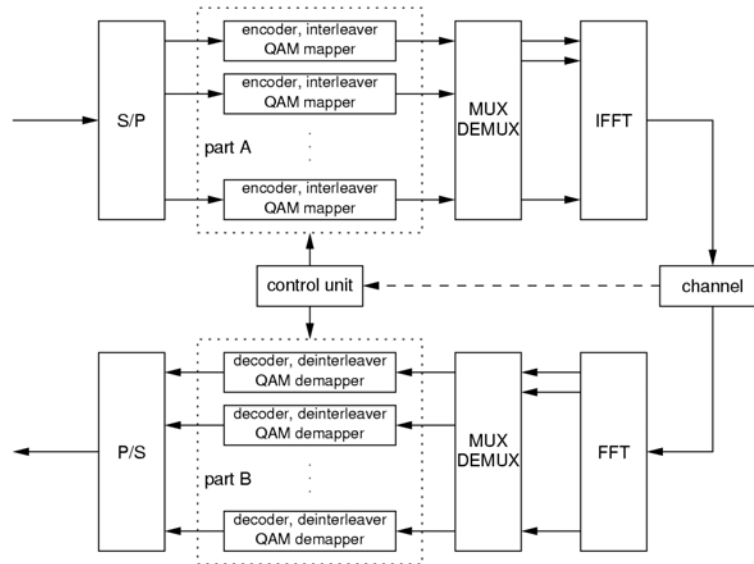 encoder, interleaver
QAM mapper
encoder, interleaver
QAM mapper
S/P
MUX
DEMUX
IFFT
part A
encoder, interleaver
QAM mapper
control unit
channel
decoder, deinterleaver
QAM demapper
decoder, deinterleaver
QAM demapper
P/S
MUX
DEMUX
FFT
part B
decoder, deinterleaver
QAM demapper